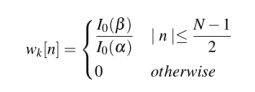 w_k[n] = { I_0(β) / I_0(α)   | n | ≤ (N − 1) / 2
0   otherwise